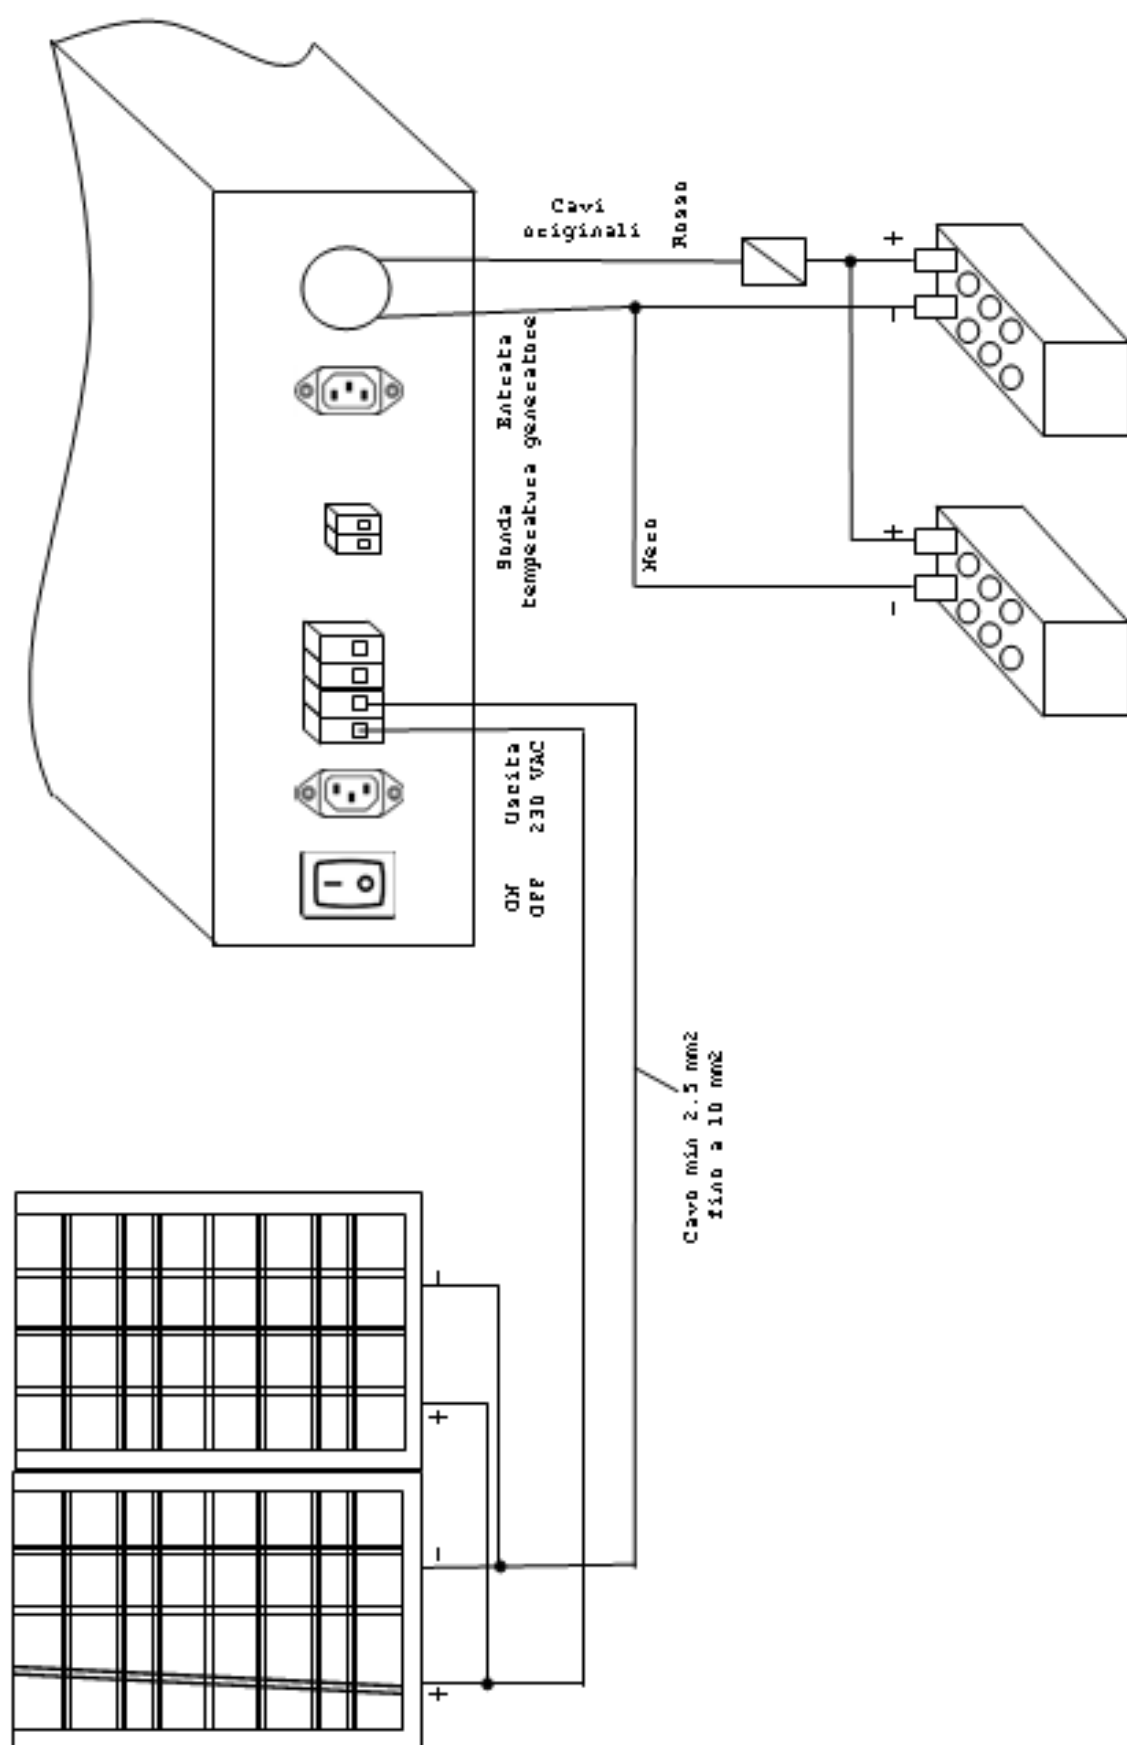 Cavi
originali
Rosso
+
-
Entrata
generatore
Sonda
temperatura
Nero
+
-
Uscita
230 VAC
ON
OFF
Cavo min 2.5 mm2
fino a 10 mm2
-
+
-
+